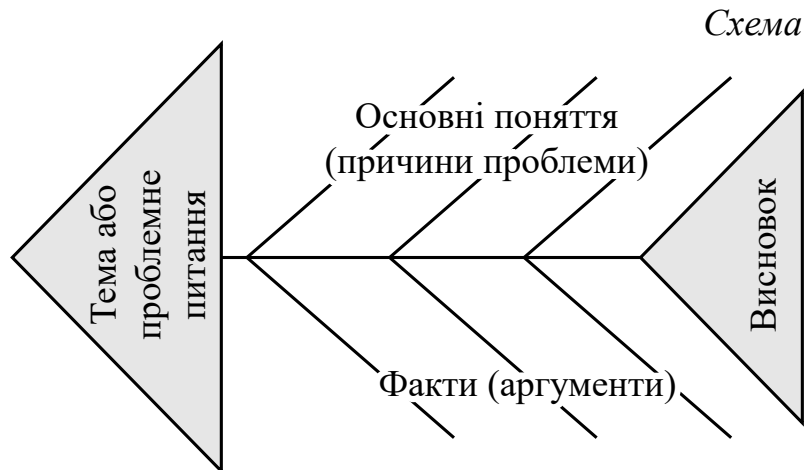 Схема
Основні поняття
(причини проблеми)
Тема або
проблемне
питання
Висновок
Факти (аргументи)